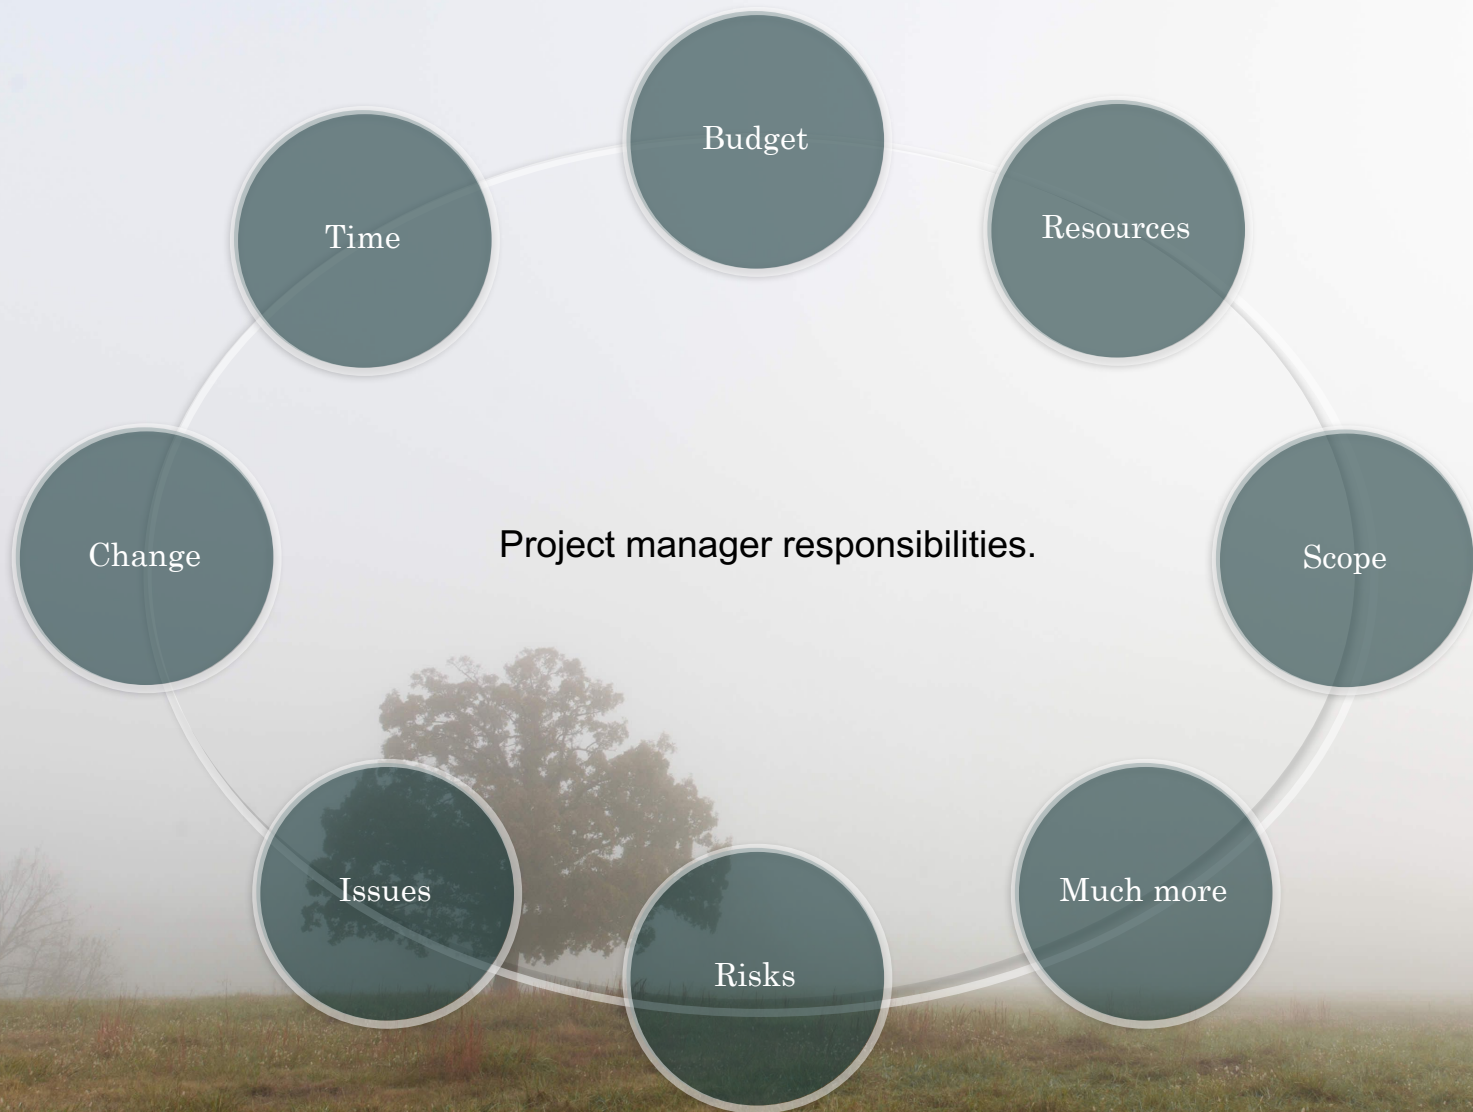 Budget
Resources
Time
Project manager responsibilities.
Change
Scope
Issues
Much more
Risks